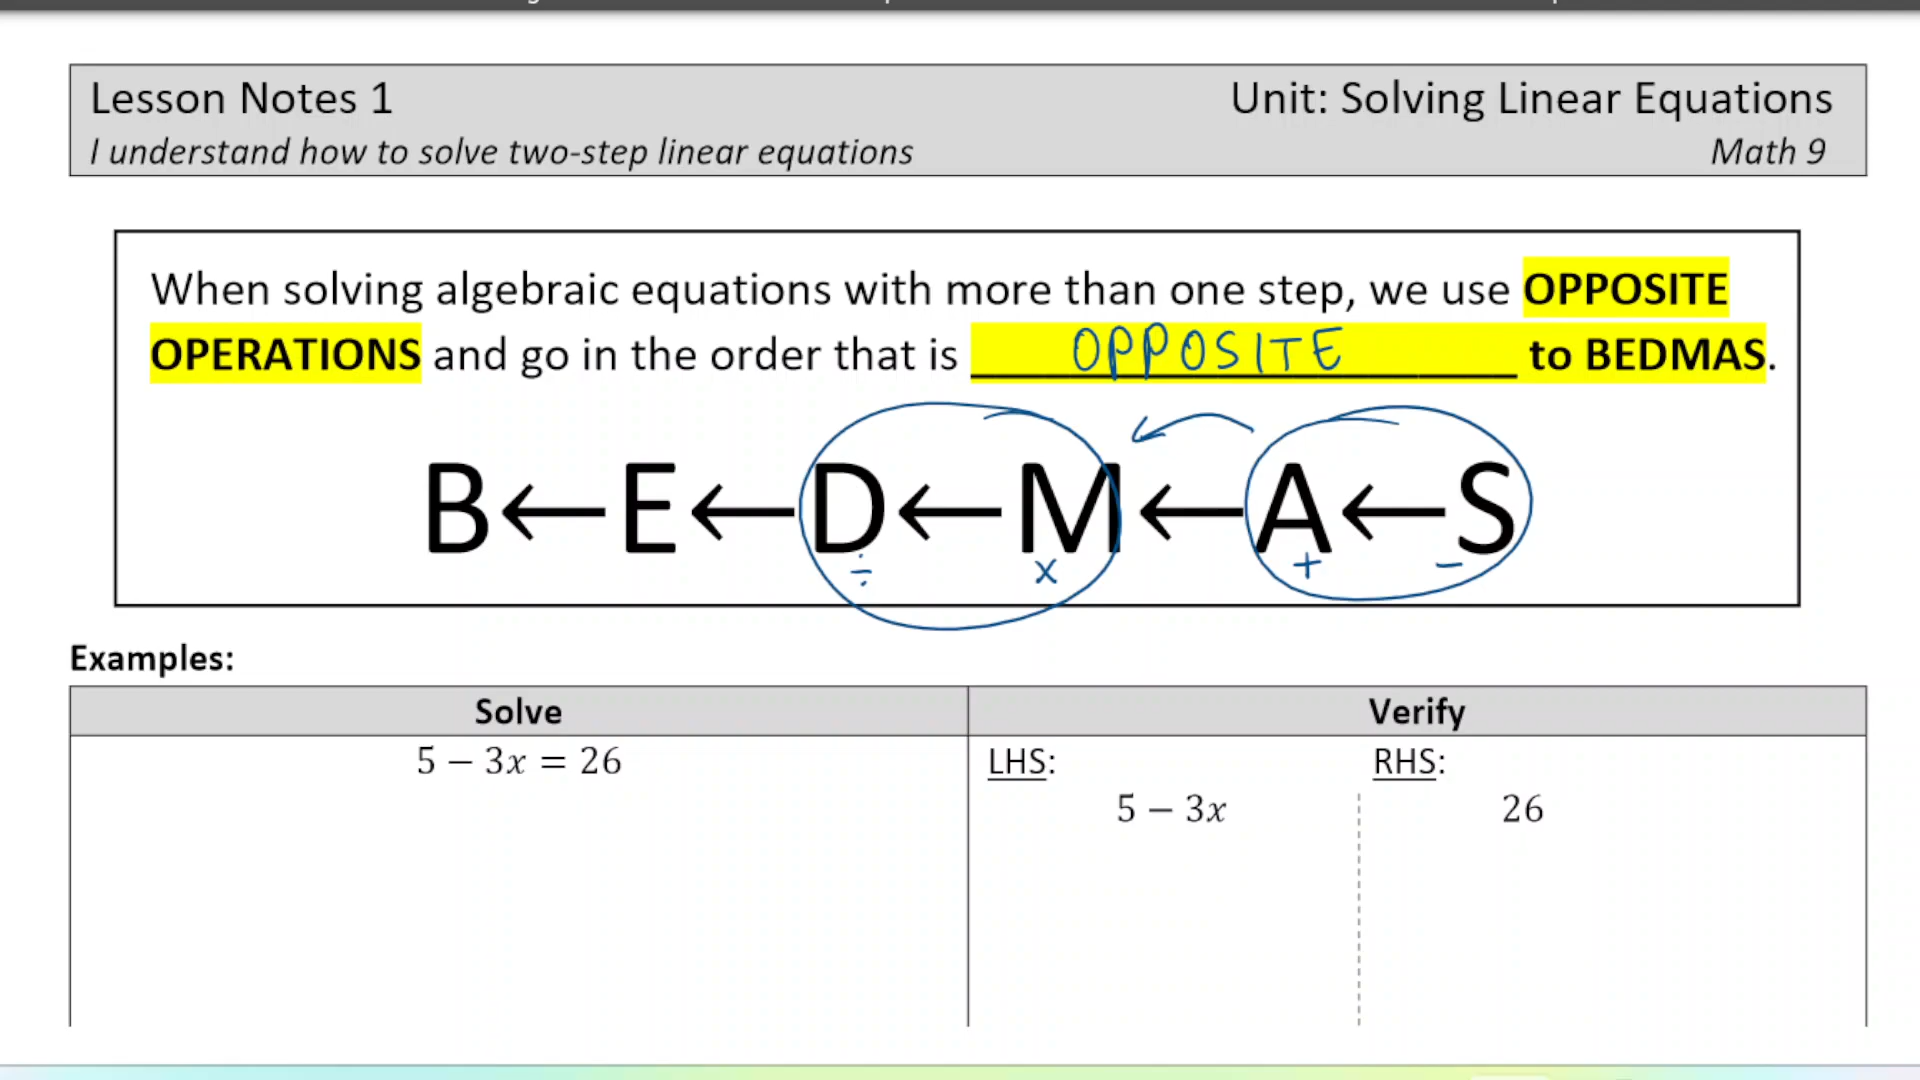 Lesson Notes 1
Unit: Solving Linear Equations
I understand how to solve two-step linear equations
Math 9
When solving algebraic equations with more than one step, we use OPPOSITE
OPERATIONS and go in the order that is OPPOSITE to BEDMAS.
B←E←D←M←A←S
÷ x + −
Examples:
Solve
Verify
5 − 3x = 26
LHS:
RHS:
5 − 3x
26